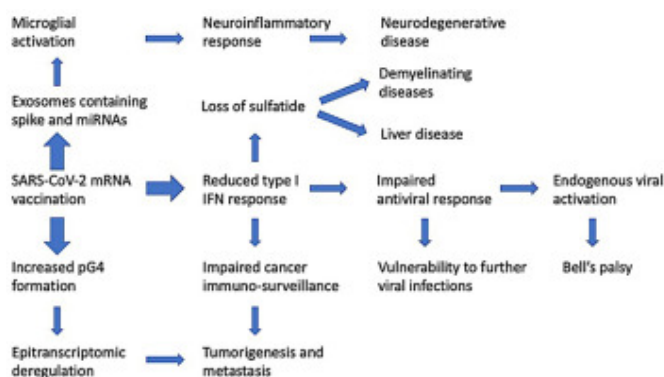 Microglial
activation
Neuroinflammatory
response
Neurodegenerative
disease
Exosomes containing
spike and miRNAs
Loss of sulfatide
Demyelinating
diseases
Liver disease
SARS-CoV-2 mRNA
vaccination
Reduced type I
IFN response
Impaired
antiviral response
Endogenous viral
activation
Increased pG4
formation
Impaired cancer
immuno-surveillance
Vulnerability to further
viral infections
Bell's palsy
Epitranscriptomic
deregulation
Tumorigenesis and
metastasis